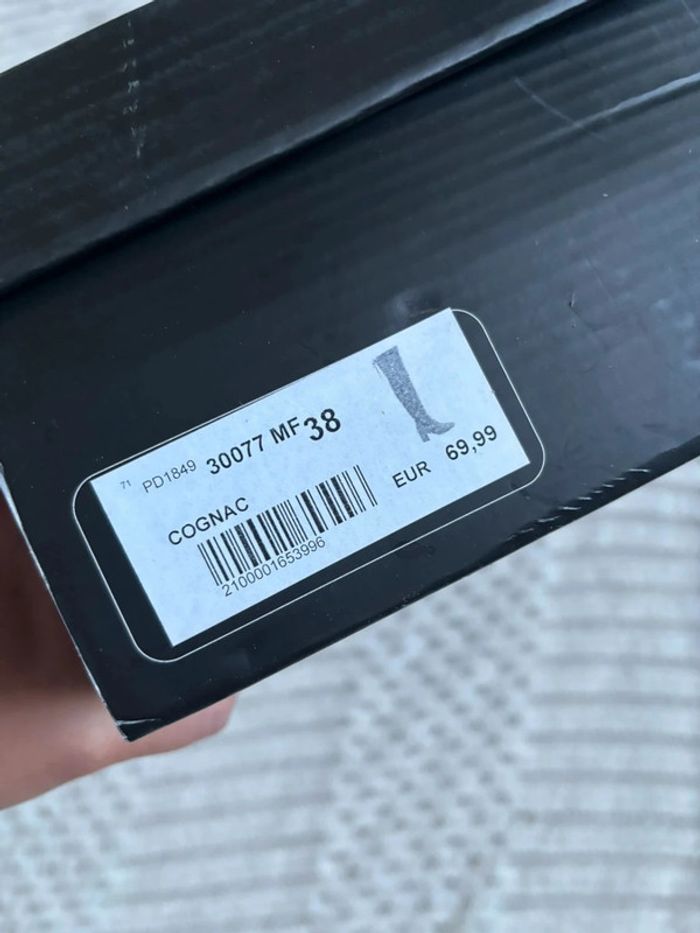 71 PD1849 30077 MF 38
COGNAC
2100001653996
EUR 69,99